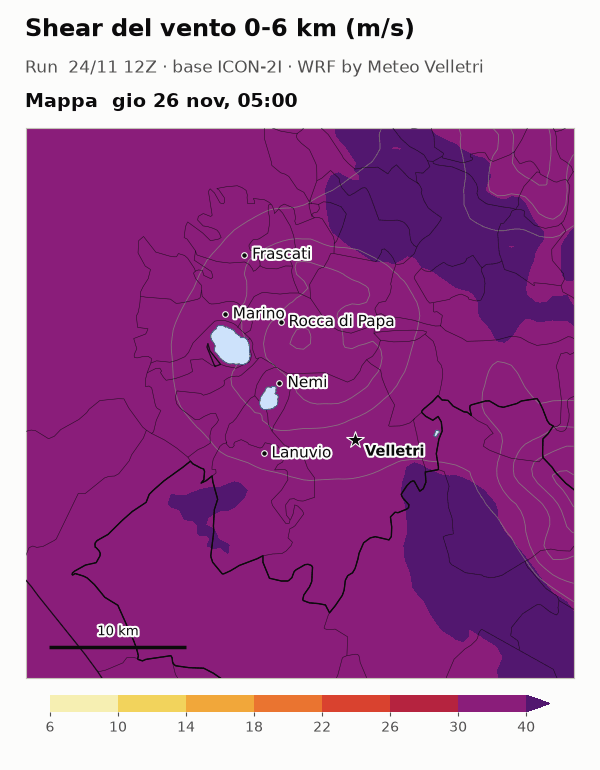 Shear del vento 0-6 km (m/s)
Run  24/11 12Z · base ICON-2I · WRF by Meteo Velletri
Mappa  gio 26 nov, 05:00
Frascati
Marino
Rocca di Papa
Nemi
Velletri
Lanuvio
10 km
6 10 14 18 22 26 30 40